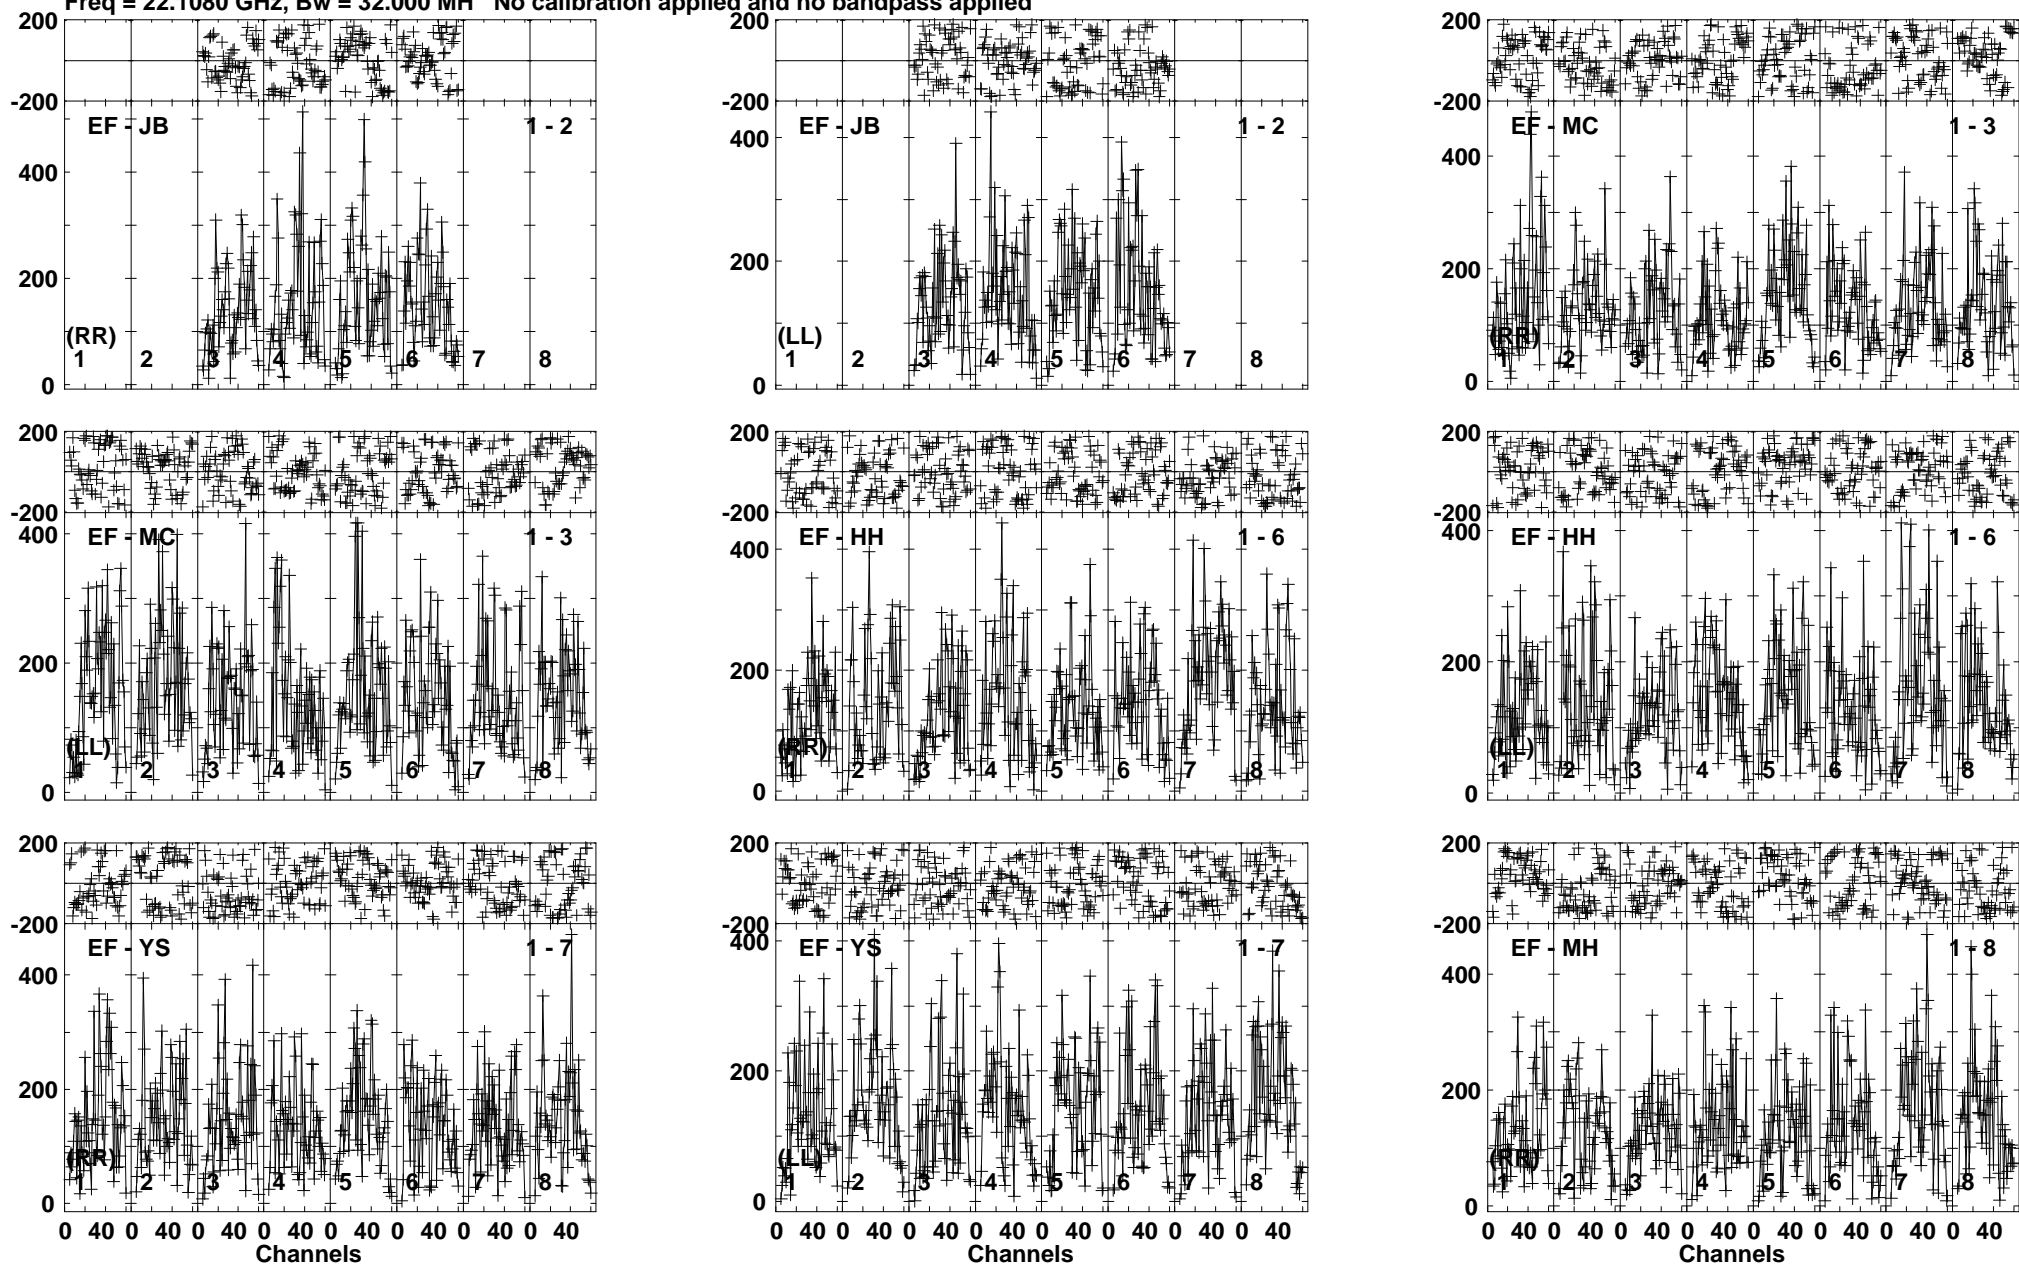 Freq = 22.1080 GHz, Bw = 32.000 MH No calibration applied and no bandpass applied
200 200 200
-200 -200 -200
EF - JB 1 - 2 EF - JB 1 - 2 EF - MC 1 - 3
400 400 400
200 200 200
(RR) (LL) (RR)
1 2 3 4 5 6 7 8 1 2 3 4 5 6 7 8 1 2 3 4 5 6 7 8
0 0 0
200 200 200
-200 -200 -200
EF - MC 1 - 3 EF - HH 1 - 6 EF - HH 1 - 6
400 400 400
200 200 200
(LL) (RR) (LL)
1 2 3 4 5 6 7 8 1 2 3 4 5 6 7 8 1 2 3 4 5 6 7 8
0 0 0
200 200 200
-200 -200 -200
EF - YS 1 - 7 EF - YS 1 - 7 EF - MH 1 - 8
400 400 400
200 200 200
(RR) (LL) (RR)
1 2 3 4 5 6 7 8 1 2 3 4 5 6 7 8 1 2 3 4 5 6 7 8
0 0 0
0 40 0 40 0 40 0 40 0 40 0 40 0 40 0 40 0 40 0 40 0 40 0 40 0 40 0 40 0 40 0 40 0 40 0 40 0 40 0 40 0 40 0 40 0 40 0 40
Channels Channels Channels